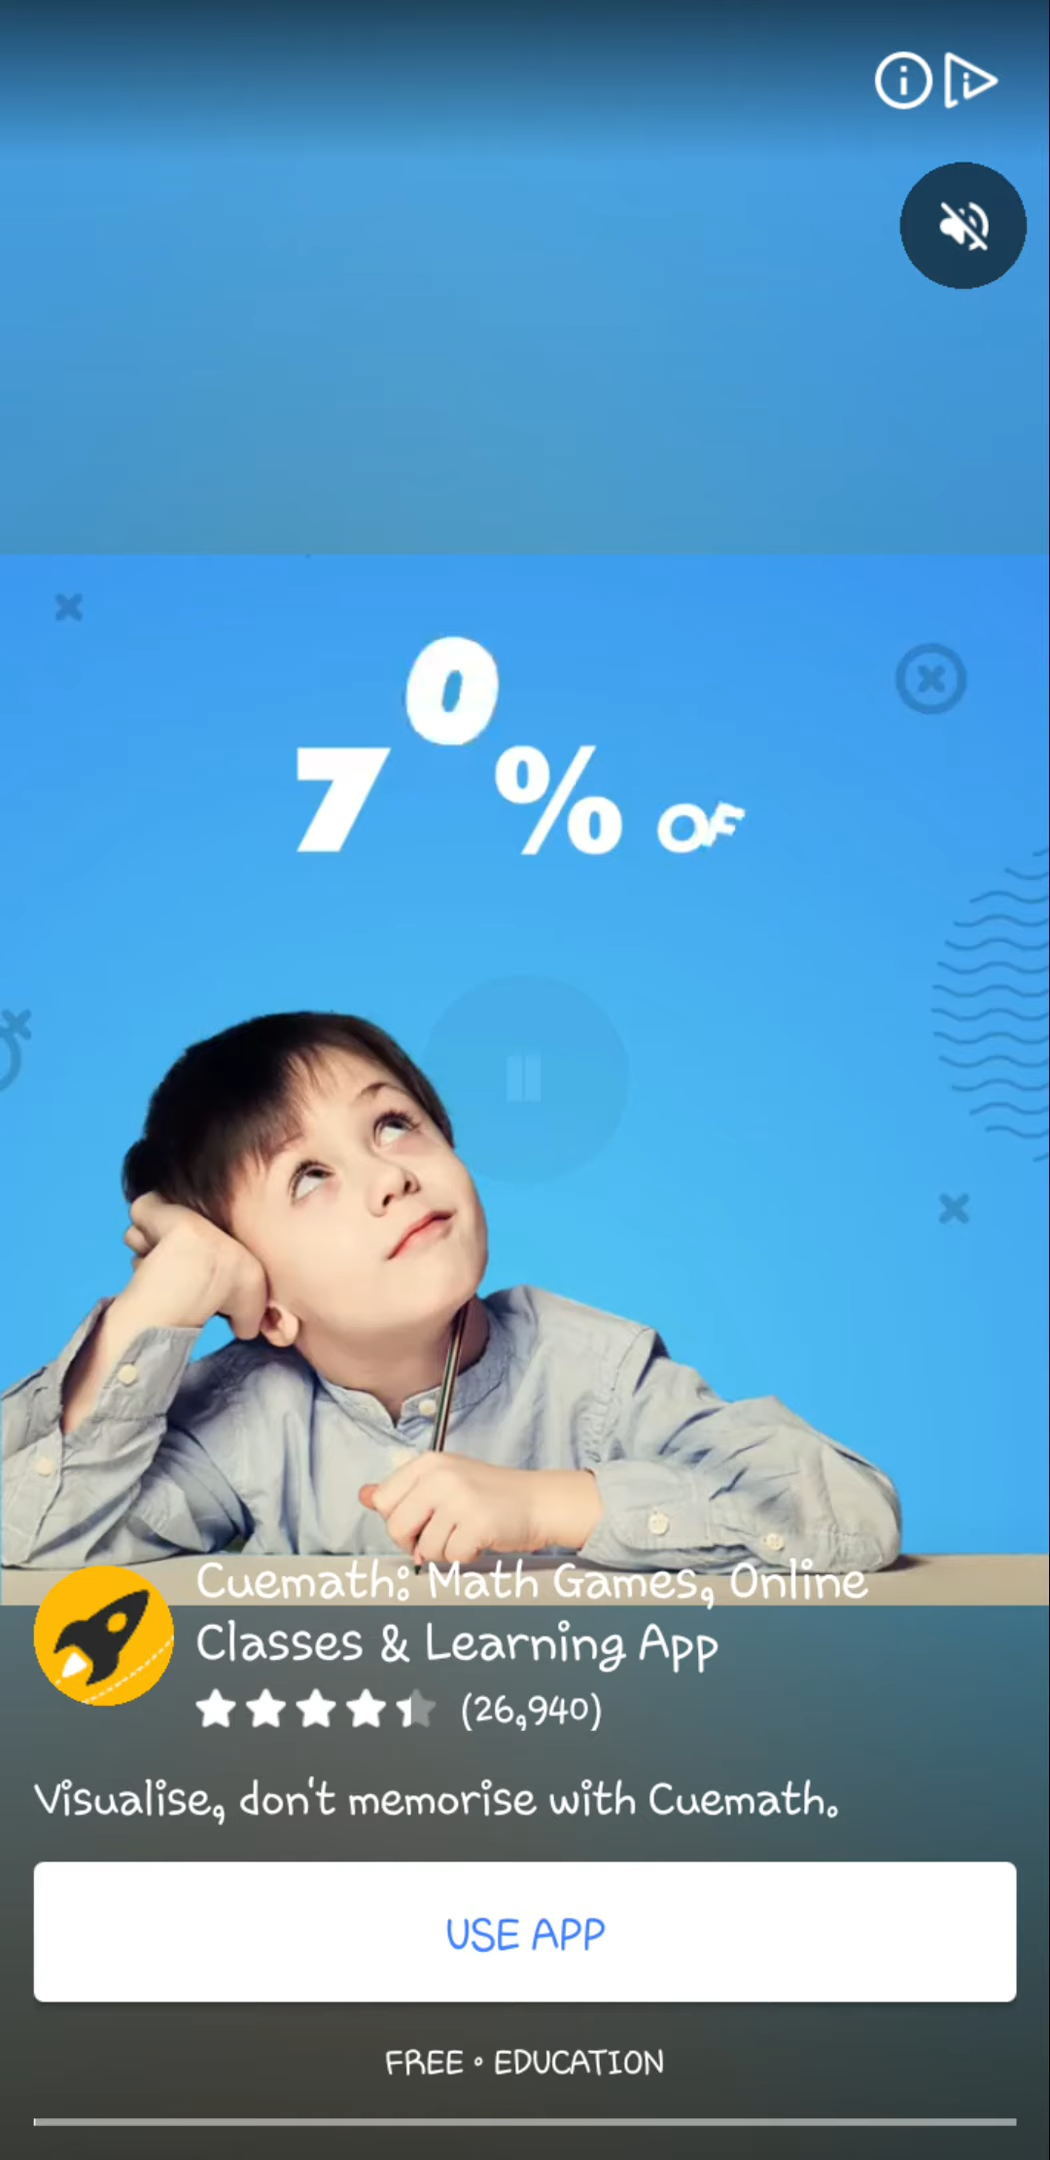 70% OF
Cuemath: Math Games, Online
Classes & Learning App
(26,940)
Visualise, don't memorise with Cuemath.
USE APP
FREE • EDUCATION